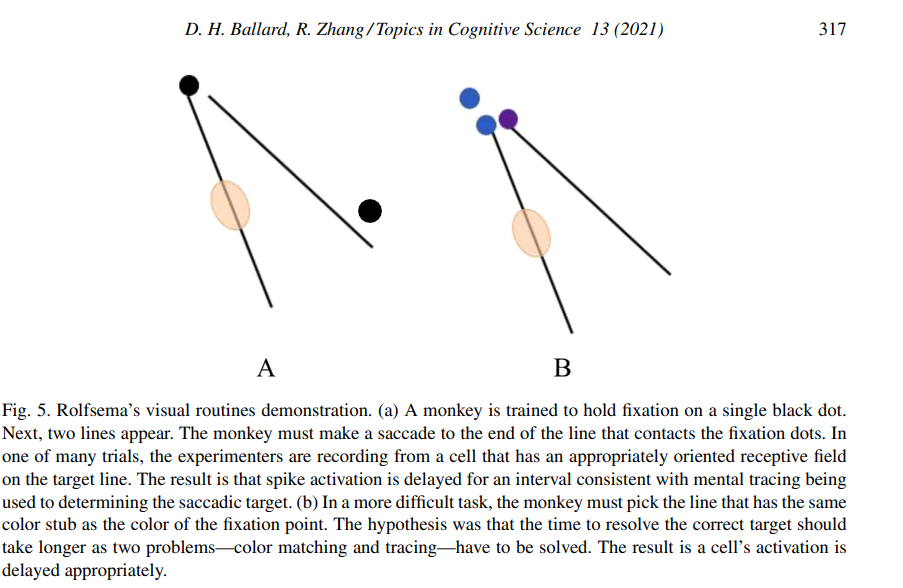 D. H. Ballard, R. Zhang / Topics in Cognitive Science 13 (2021) 317
A B
Fig. 5. Rolfsema’s visual routines demonstration. (a) A monkey is trained to hold fixation on a single black dot.
Next, two lines appear. The monkey must make a saccade to the end of the line that contacts the fixation dots. In
one of many trials, the experimenters are recording from a cell that has an appropriately oriented receptive field
on the target line. The result is that spike activation is delayed for an interval consistent with mental tracing being
used to determining the saccadic target. (b) In a more difficult task, the monkey must pick the line that has the same
color stub as the color of the fixation point. The hypothesis was that the time to resolve the correct target should
take longer as two problems—color matching and tracing—have to be solved. The result is a cell’s activation is
delayed appropriately.